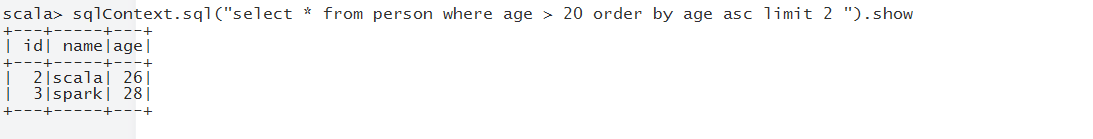 scala> sqlContext.sql("select * from person where age > 20 order by age asc limit 2 ").show
+---+-----+---+
| id| name|age|
+---+-----+---+
|  2|scala| 26|
|  3|spark| 28|
+---+-----+---+